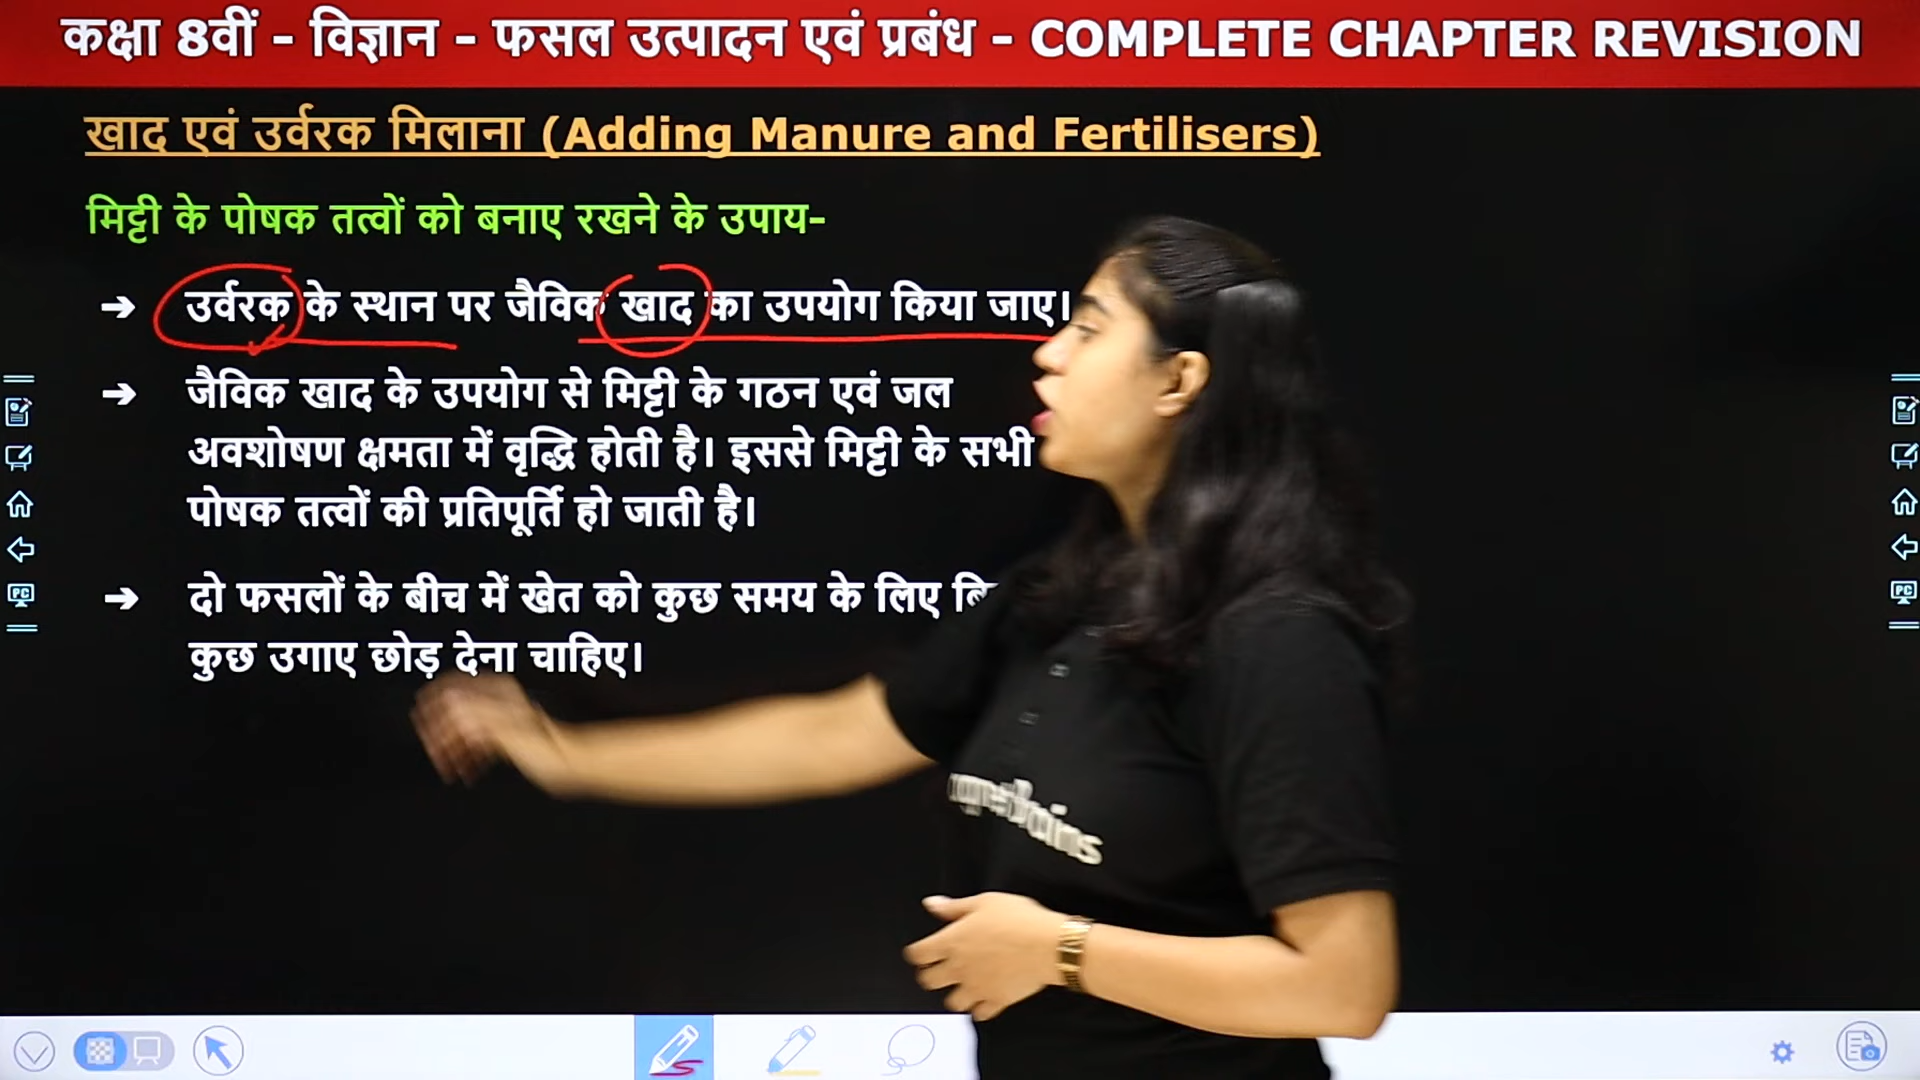 कक्षा 8वीं - विज्ञान - फसल उत्पादन एवं प्रबंध - COMPLETE CHAPTER REVISION
खाद एवं उर्वरक मिलाना (Adding Manure and Fertilisers)
मिट्टी के पोषक तत्वों को बनाए रखने के उपाय-
➔ उर्वरक के स्थान पर जैविक खाद का उपयोग किया जाए।
➔ जैविक खाद के उपयोग से मिट्टी के गठन एवं जल
अवशोषण क्षमता में वृद्धि होती है। इससे मिट्टी के सभी
पोषक तत्वों की प्रतिपूर्ति हो जाती है।
➔ दो फसलों के बीच में खेत को कुछ समय के लिए
कुछ उगाए छोड़ देना चाहिए।
PC
PC